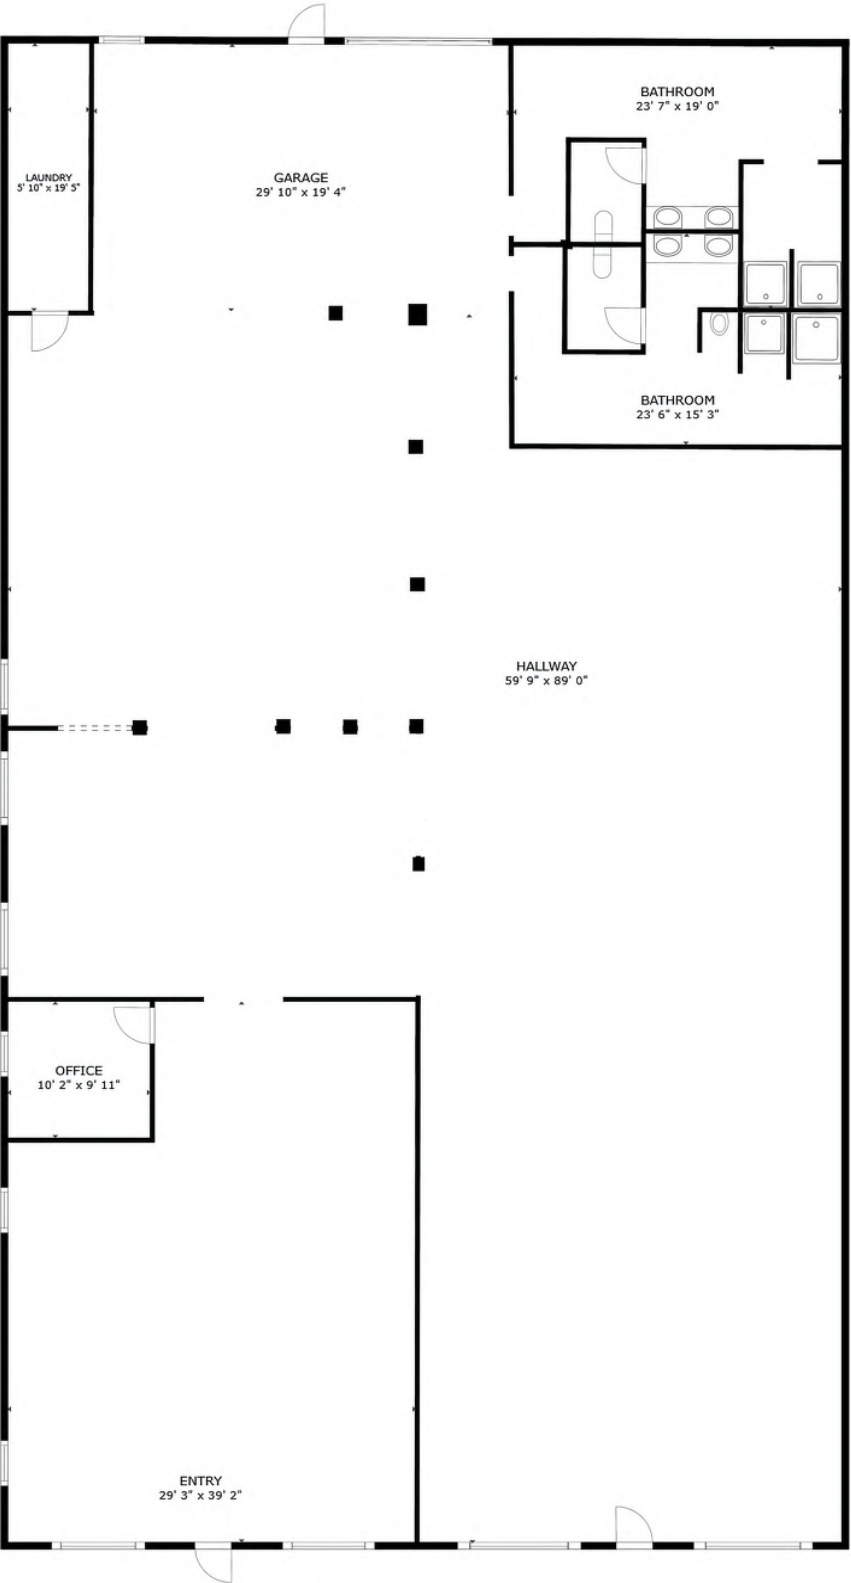 BATHROOM
23' 7" x 19' 0"
GARAGE
29' 10" x 19' 4"
LAUNDRY
5' 10" x 19' 5"
BATHROOM
23' 6" x 15' 3"
HALLWAY
59' 9" x 89' 0"
OFFICE
10' 2" x 9' 11"
ENTRY
29' 3" x 39' 2"